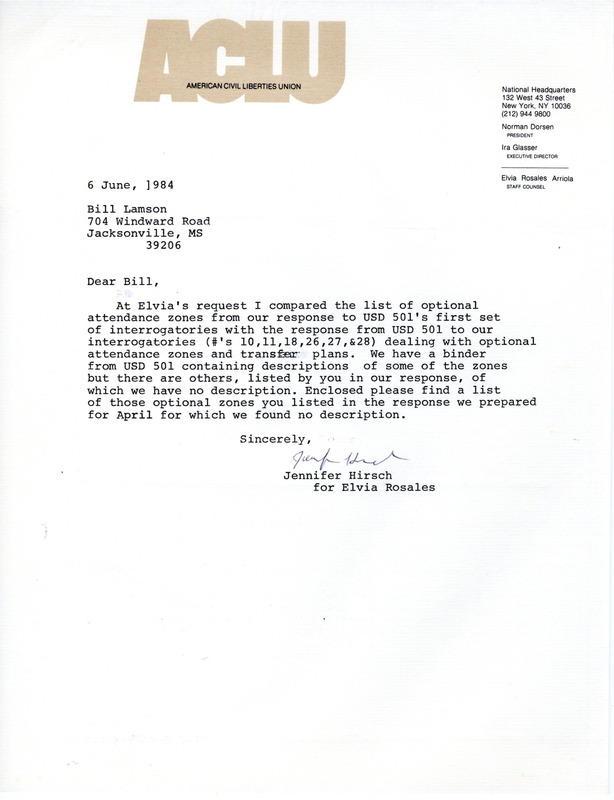 ACLU
AMERICAN CIVIL LIBERTIES UNION
National Headquarters
132 West 43 Street
New York, NY 10036
(212) 944 9800
Norman Dorsen
PRESIDENT
Ira Glasser
EXECUTIVE DIRECTOR
Elvia Rosales Arriola
STAFF COUNSEL
6 June, 1984
Bill Lamson
704 Windward Road
Jacksonville, MS
39206
Dear Bill,
At Elvia's request I compared the list of optional
attendance zones from our response to USD 501's first set
of interrogatories with the response from USD 501 to our
interrogatories (#'s 10,11,18,26,27,&28) dealing with optional
attendance zones and transfer plans. We have a binder
from USD 501 containing descriptions of some of the zones
but there are others, listed by you in our response, of
which we have no description. Enclosed please find a list
of those optional zones you listed in the response we prepared
for April for which we found no description.
Sincerely,
Jennifer Hirsch
for Elvia Rosales